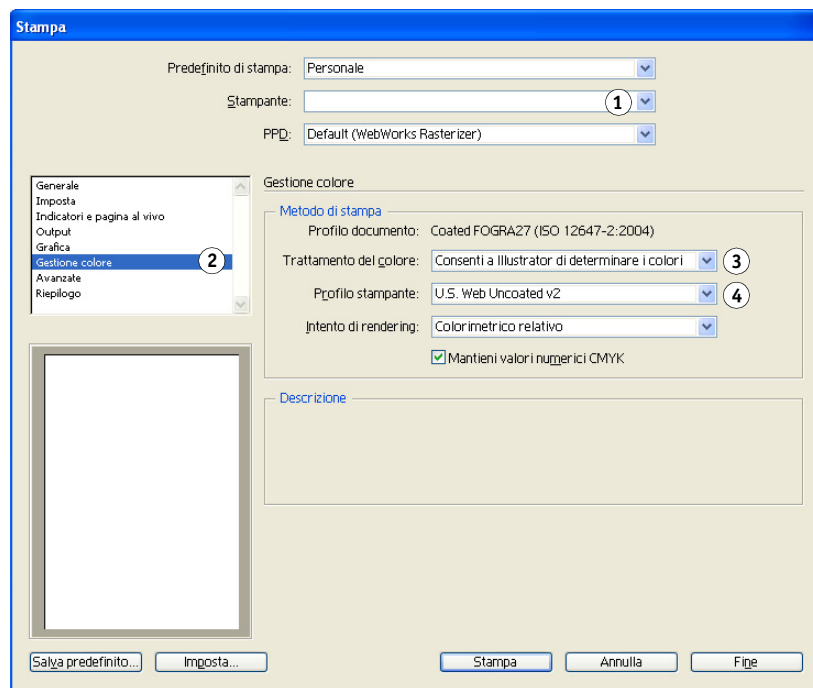 Stampa
Predefinito di stampa: Personale
Stampante: 1
PPD: Default (WebWorks Rasterizer)
Generale
Imposta
Indicatori e pagina al vivo
Output
Grafica
Gestione colore 2
Avanzate
Riepilogo
Gestione colore
Metodo di stampa
Profilo documento: Coated FOGRA27 (ISO 12647-2:2004)
Trattamento del colore: Consenti a Illustrator di determinare i colori 3
Profilo stampante: U.S. Web Uncoated v2 4
Intento di rendering: Colorimetrico relativo
Mantieni valori numerici CMYK
Descrizione
Salva predefinito... Imposta... Stampa Annulla Fine